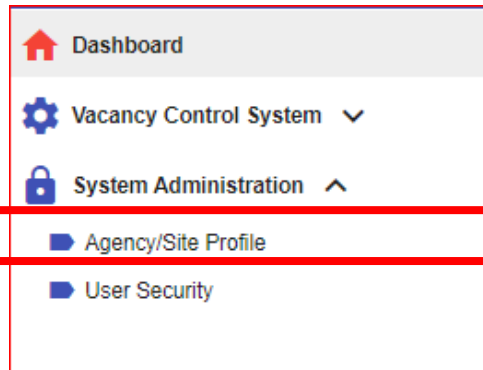 Dashboard
Vacancy Control System
System Administration
Agency/Site Profile
User Security